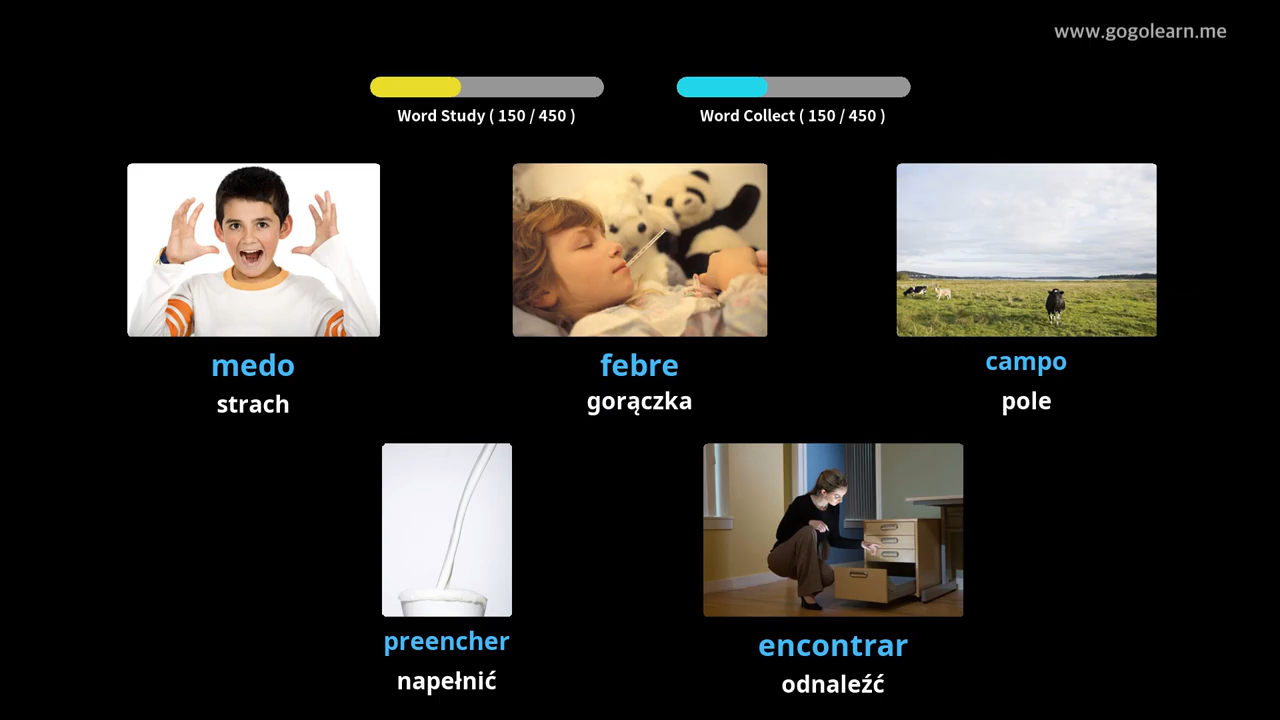 www.gogolearn.me
Word Study ( 150 / 450 )
Word Collect ( 150 / 450 )
medo
strach
febre
gorączka
campo
pole
preencher
napełnić
encontrar
odnaleźć